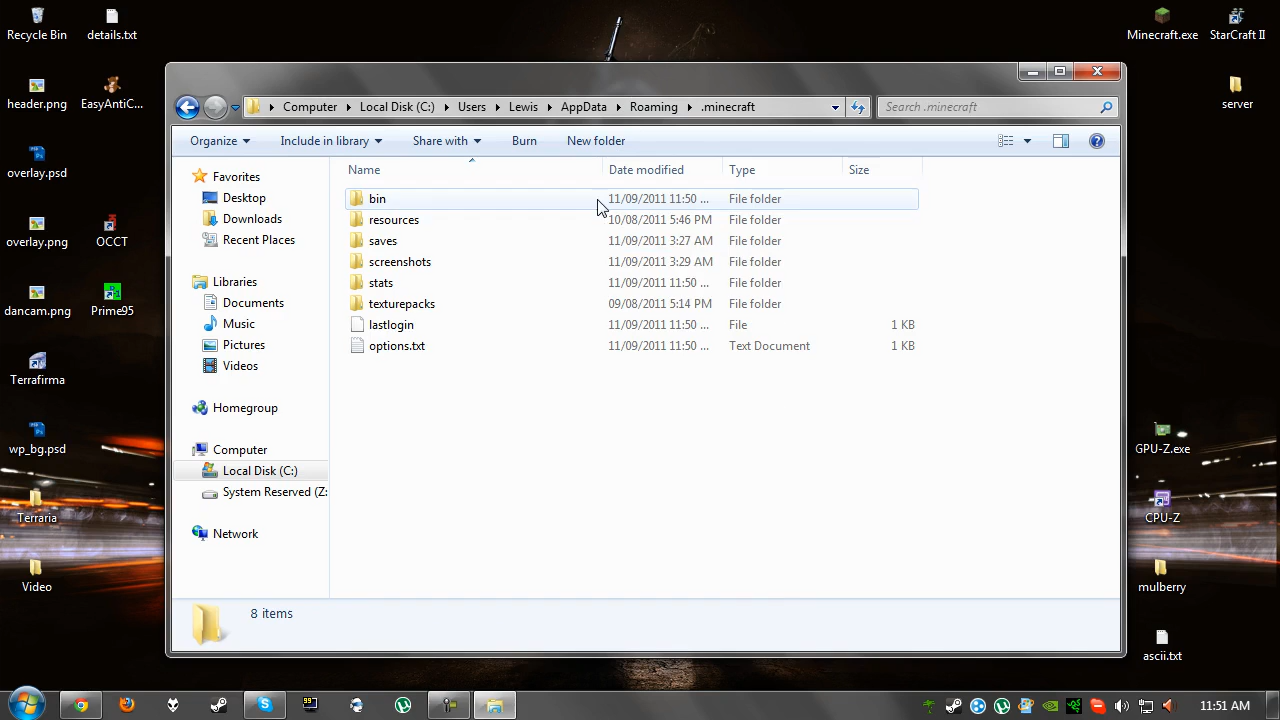 Recycle Bin
details.txt
Minecraft.exe
StarCraft II
header.png
EasyAntiC...
server
overlay.psd
overlay.png
OCCT
dancam.png
Prime95
Terrafirma
wp_bg.psd
GPU-Z.exe
Terraria
CPU-Z
Video
mulberry
ascii.txt
Computer
Local Disk (C:)
Users
Lewis
AppData
Roaming
.minecraft
Search .minecraft
Organize
Include in library
Share with
Burn
New folder
Favorites
Desktop
Downloads
Recent Places
Libraries
Documents
Music
Pictures
Videos
Homegroup
Computer
Local Disk (C:)
System Reserved (Z:
Network
Name Date modified Type Size
bin 11/09/2011 11:50 ... File folder
resources 10/08/2011 5:46 PM File folder
saves 11/09/2011 3:27 AM File folder
screenshots 11/09/2011 3:29 AM File folder
stats 11/09/2011 11:50 ... File folder
texturepacks 09/08/2011 5:14 PM File folder
lastlogin 11/09/2011 11:50 ... File 1 KB
options.txt 11/09/2011 11:50 ... Text Document 1 KB
8 items
11:51 AM